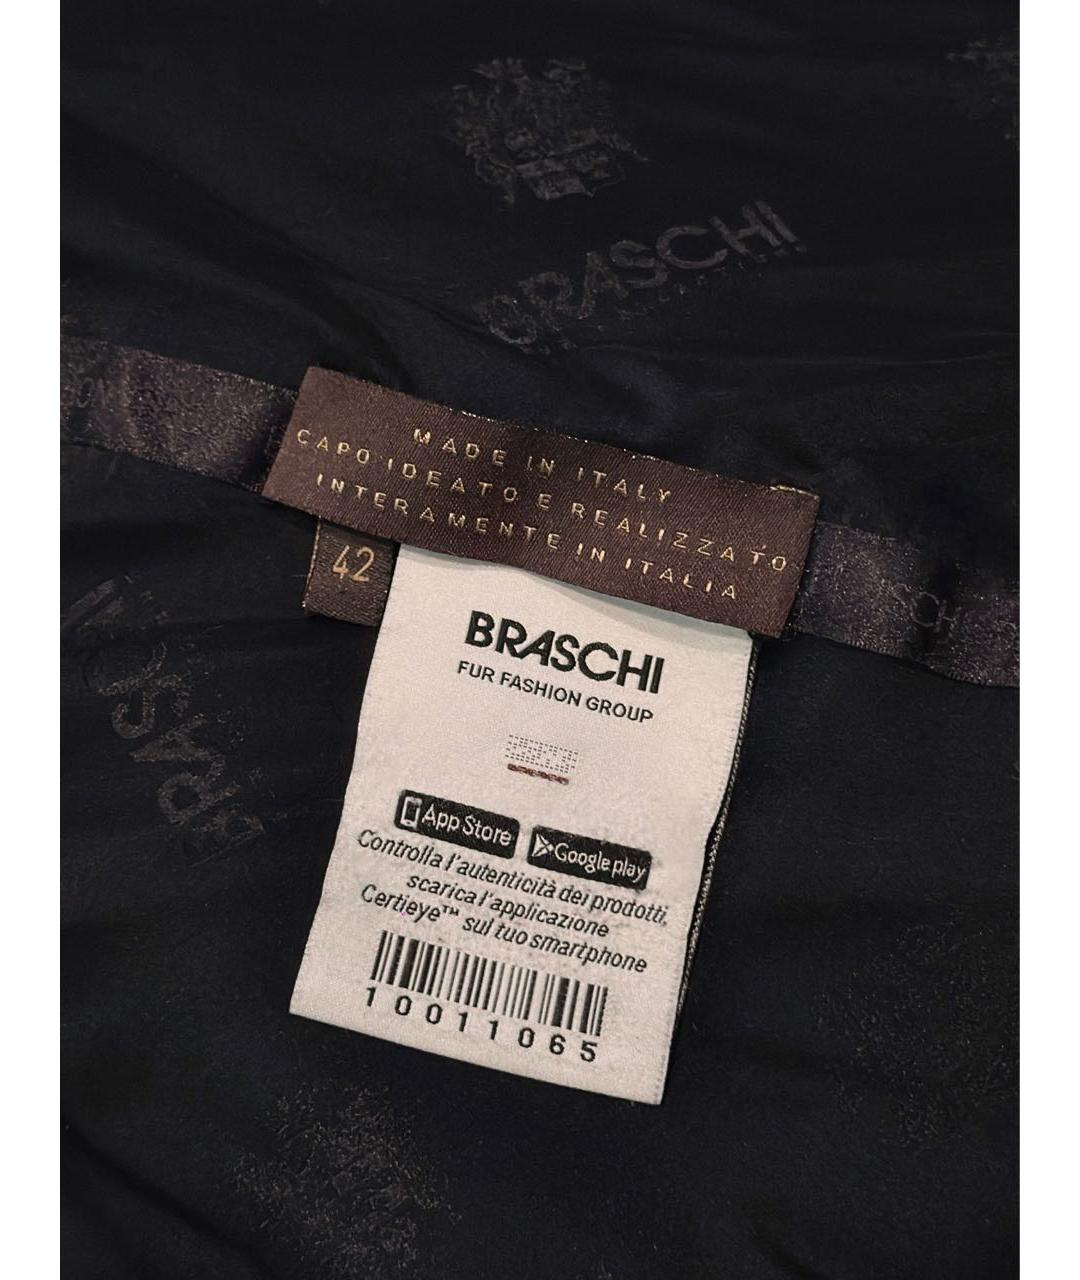 BRASCHI
MADE IN ITALY
CAPO IDEATO E REALIZZATO
INTERAMENTE IN ITALIA
42
BRASCHI
FUR FASHION GROUP
App Store
Google play
Controlla l'autenticità dei prodotti,
scarica l'applicazione
Certieye™ sul tuo smartphone
10011065
BRASCHI